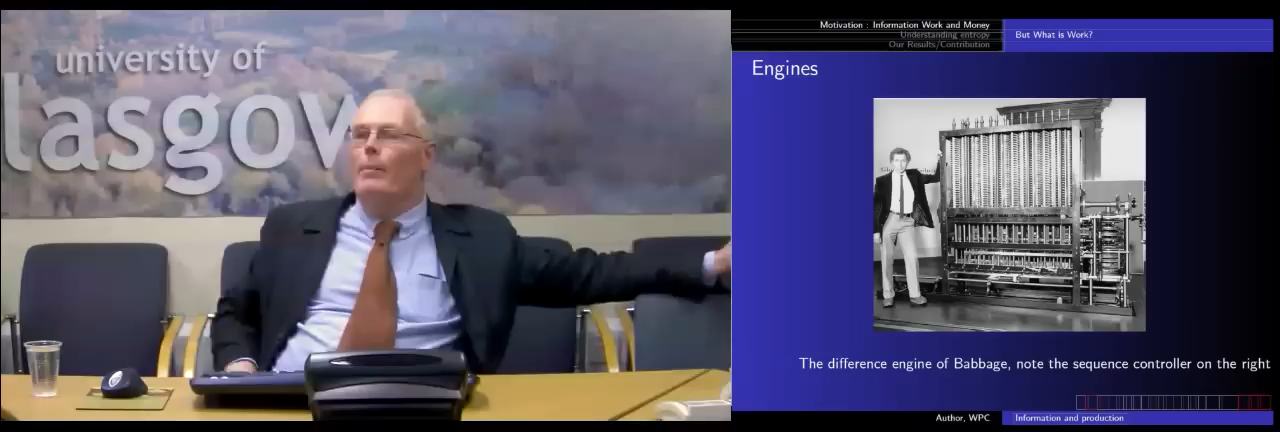 university of
lasgow
Motivation : Information Work and Money
Understanding entropy
Our Results/Contribution
But What is Work?
Engines
The difference engine of Babbage, note the sequence controller on the right
Author, WPC
Information and production